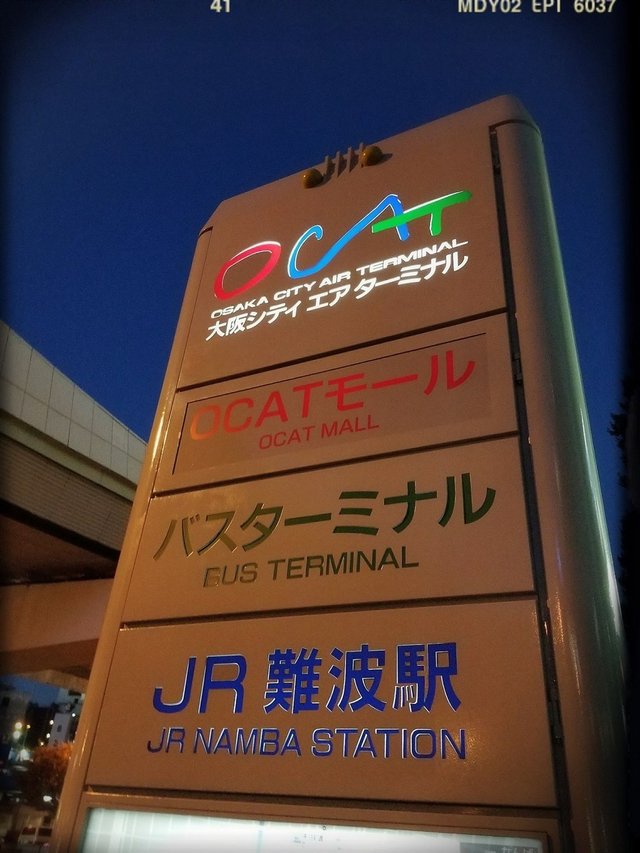 41 MDY02 EPT 6037
OCAT
OSAKA CITY AIR TERMINAL
大阪シティ エア ターミナル
OCATモール
OCAT MALL
バスターミナル
BUS TERMINAL
JR 難波駅
JR NAMBA STATION